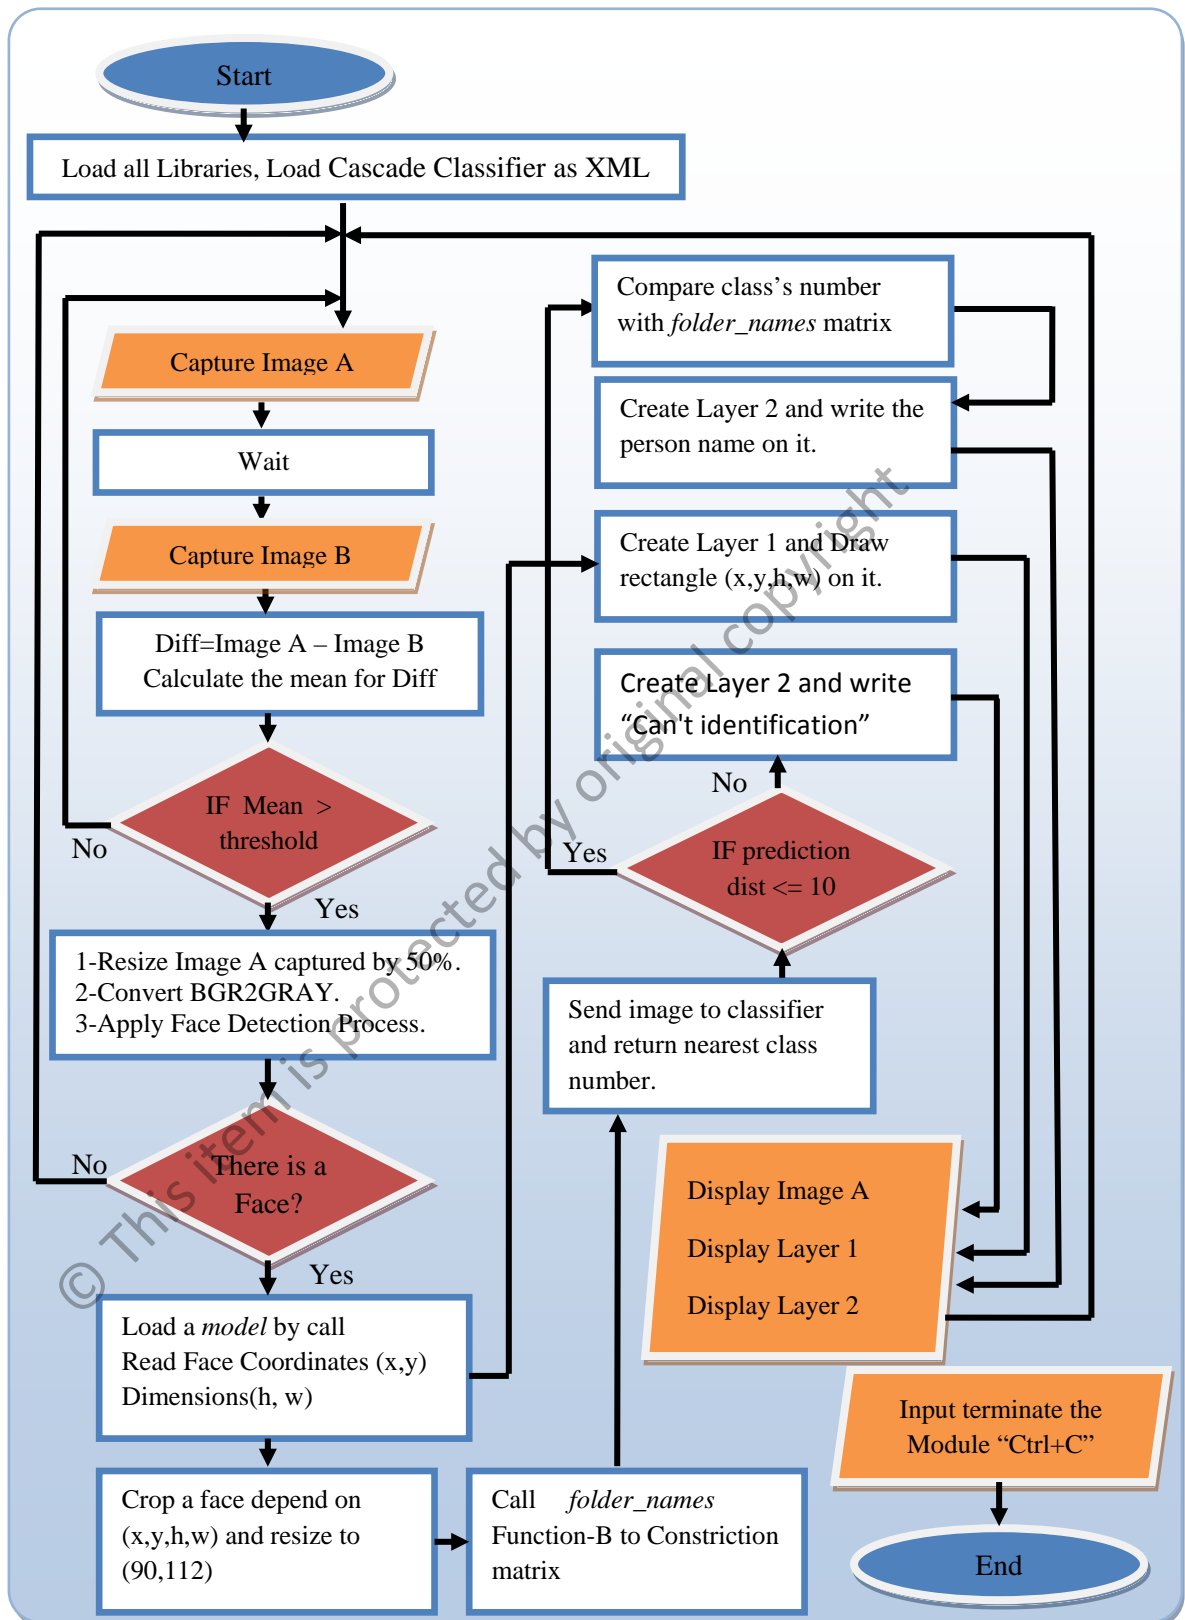 Start
Load all Libraries, Load Cascade Classifier as XML
Capture Image A
Wait
Capture Image B
Diff=Image A – Image B
Calculate the mean for Diff
IF Mean >
threshold
No
Yes
1-Resize Image A captured by 50%.
2-Convert BGR2GRAY.
3-Apply Face Detection Process.
There is a
Face?
No
Yes
Load a model by call
Read Face Coordinates (x,y)
Dimensions(h, w)
Crop a face depend on
(x,y,h,w) and resize to
(90,112)
Call folder_names
Function-B to Constriction
matrix
Send image to classifier
and return nearest class
number.
IF prediction
dist <= 10
Yes
No
Compare class’s number
with folder_names matrix
Create Layer 2 and write the
person name on it.
Create Layer 1 and Draw
rectangle (x,y,h,w) on it.
Create Layer 2 and write
“Can't identification”
Display Image A
Display Layer 1
Display Layer 2
Input terminate the
Module “Ctrl+C”
End
© This item is protected by original copyright